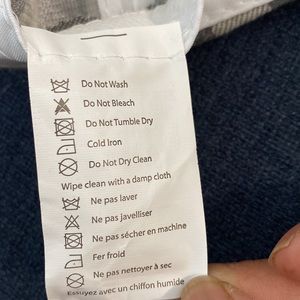 Do Not Wash
Do Not Bleach
Do Not Tumble Dry
Cold Iron
Do Not Dry Clean
Wipe clean with a damp cloth
Ne pas laver
Ne pas javelliser
Ne pas sécher en machine
Fer froid
Ne pas nettoyer à sec
Essuyez avec un chiffon humide